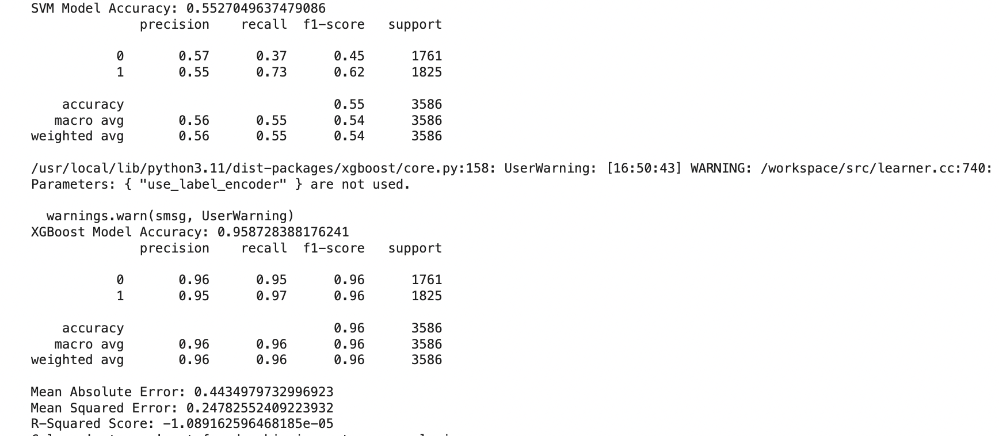 SVM Model Accuracy: 0.5527049637479086
precision recall f1-score support
0 0.57 0.37 0.45 1761
1 0.55 0.73 0.62 1825
accuracy 0.55 3586
macro avg 0.56 0.55 0.54 3586
weighted avg 0.56 0.55 0.54 3586
/usr/local/lib/python3.11/dist-packages/xgboost/core.py:158: UserWarning: [16:50:43] WARNING: /workspace/src/learner.cc:740:
Parameters: { "use_label_encoder" } are not used.
warnings.warn(smsg, UserWarning)
XGBoost Model Accuracy: 0.958728388176241
precision recall f1-score support
0 0.96 0.95 0.96 1761
1 0.95 0.97 0.96 1825
accuracy 0.96 3586
macro avg 0.96 0.96 0.96 3586
weighted avg 0.96 0.96 0.96 3586
Mean Absolute Error: 0.4434979732996923
Mean Squared Error: 0.24782552409223932
R-Squared Score: -1.089162596468185e-05